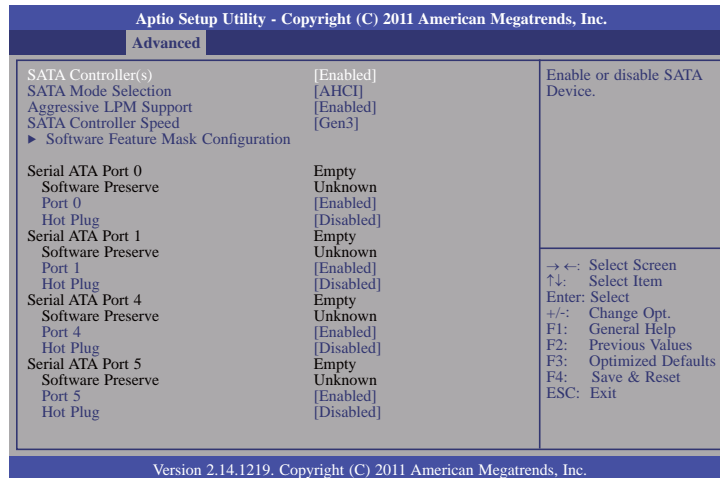 Aptio Setup Utility - Copyright (C) 2011 American Megatrends, Inc.
Advanced
SATA Controller(s) [Enabled]
SATA Mode Selection [AHCI]
Aggressive LPM Support [Enabled]
SATA Controller Speed [Gen3]
▶ Software Feature Mask Configuration
Serial ATA Port 0 Empty
Software Preserve Unknown
Port 0 [Enabled]
Hot Plug [Disabled]
Serial ATA Port 1 Empty
Software Preserve Unknown
Port 1 [Enabled]
Hot Plug [Disabled]
Serial ATA Port 4 Empty
Software Preserve Unknown
Port 4 [Enabled]
Hot Plug [Disabled]
Serial ATA Port 5 Empty
Software Preserve Unknown
Port 5 [Enabled]
Hot Plug [Disabled]
Enable or disable SATA
Device.
→←: Select Screen
↑↓: Select Item
Enter: Select
+/-: Change Opt.
F1: General Help
F2: Previous Values
F3: Optimized Defaults
F4: Save & Reset
ESC: Exit
Version 2.14.1219. Copyright (C) 2011 American Megatrends, Inc.